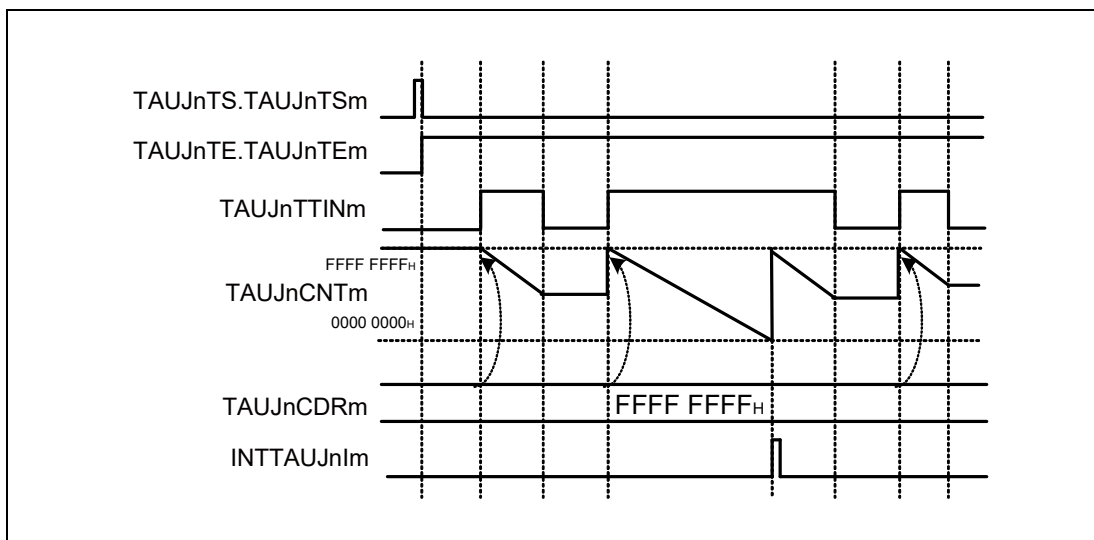 TAUJnTS.TAUJnTSm
TAUJnTE.TAUJnTEm
TAUJnTTINm
FFFF FFFFH
TAUJnCNTm
0000 0000H
TAUJnCDRm
FFFF FFFFH
INTTAUJnIm